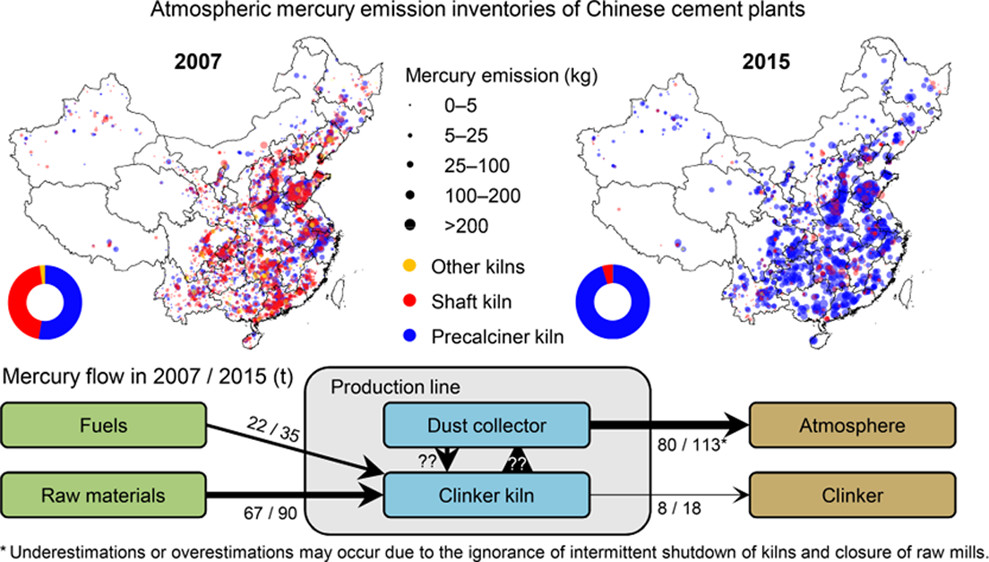 Atmospheric mercury emission inventories of Chinese cement plants
2007
Mercury emission (kg)
0–5
5–25
25–100
100–200
>200
Other kilns
Shaft kiln
Precalciner kiln
2015
Mercury flow in 2007 / 2015 (t)
Production line
Fuels
22 / 35
Dust collector
80 / 113*
Atmosphere
??
??
Raw materials
67 / 90
Clinker kiln
8 / 18
Clinker
* Underestimations or overestimations may occur due to the ignorance of intermittent shutdown of kilns and closure of raw mills.